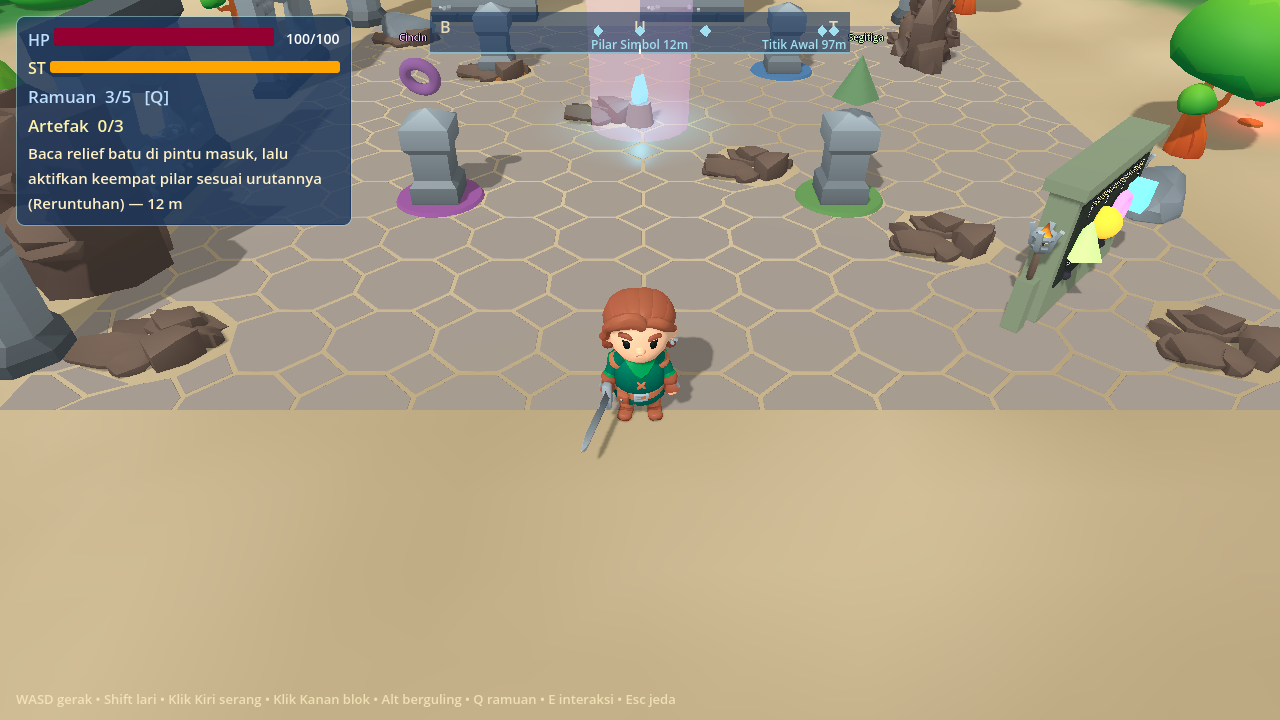 HP 100/100
ST
Ramuan 3/5 [Q]
Artefak 0/3
Baca relief batu di pintu masuk, lalu
aktifkan keempat pilar sesuai urutannya
(Reruntuhan) — 12 m
B U T
Pilar Simbol 12m Titik Awal 97m
Cincin Segitiga
WASD gerak • Shift lari • Klik Kiri serang • Klik Kanan blok • Alt berguling • Q ramuan • E interaksi • Esc jeda